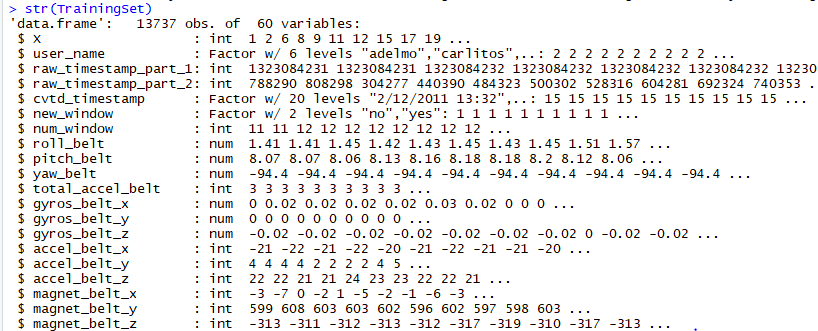 > str(TrainingSet)
'data.frame':   13737 obs. of  60 variables:
 $ X                   : int  1 2 6 8 9 11 12 15 17 19 ...
 $ user_name           : Factor w/ 6 levels "adelmo","carlitos",..: 2 2 2 2 2 2 2 2 2 2 ...
 $ raw_timestamp_part_1: int  1323084231 1323084231 1323084232 1323084232 1323084232 1323084232 1323084232 13230
 $ raw_timestamp_part_2: int  788290 808298 304277 440390 484323 500302 528316 604281 692324 740353 .
 $ cvtd_timestamp      : Factor w/ 20 levels "2/12/2011 13:32",..: 15 15 15 15 15 15 15 15 15 15 ...
 $ new_window          : Factor w/ 2 levels "no","yes": 1 1 1 1 1 1 1 1 1 1 ...
 $ num_window          : int  11 11 12 12 12 12 12 12 12 12 ...
 $ roll_belt           : num  1.41 1.41 1.45 1.42 1.43 1.45 1.43 1.45 1.51 1.57 ...
 $ pitch_belt          : num  8.07 8.07 8.06 8.13 8.16 8.18 8.18 8.2 8.12 8.06 ...
 $ yaw_belt            : num  -94.4 -94.4 -94.4 -94.4 -94.4 -94.4 -94.4 -94.4 -94.4 -94.4 ...
 $ total_accel_belt    : int  3 3 3 3 3 3 3 3 3 3 ...
 $ gyros_belt_x        : num  0 0.02 0.02 0.02 0.02 0.03 0.02 0 0 0 ...
 $ gyros_belt_y        : num  0 0 0 0 0 0 0 0 0 0 ...
 $ gyros_belt_z        : num  -0.02 -0.02 -0.02 -0.02 -0.02 -0.02 -0.02 0 -0.02 -0.02 ...
 $ accel_belt_x        : int  -21 -22 -21 -22 -20 -21 -22 -21 -21 -20 ...
 $ accel_belt_y        : int  4 4 4 4 2 2 2 2 4 5 ...
 $ accel_belt_z        : int  22 22 21 21 24 23 23 22 22 21 ...
 $ magnet_belt_x       : int  -3 -7 0 -2 1 -5 -2 -1 -6 -3 ...
 $ magnet_belt_y       : int  599 608 603 603 602 596 602 597 598 603 ...
 $ magnet_belt_z       : int  -313 -311 -312 -313 -312 -317 -319 -310 -317 -313 ...